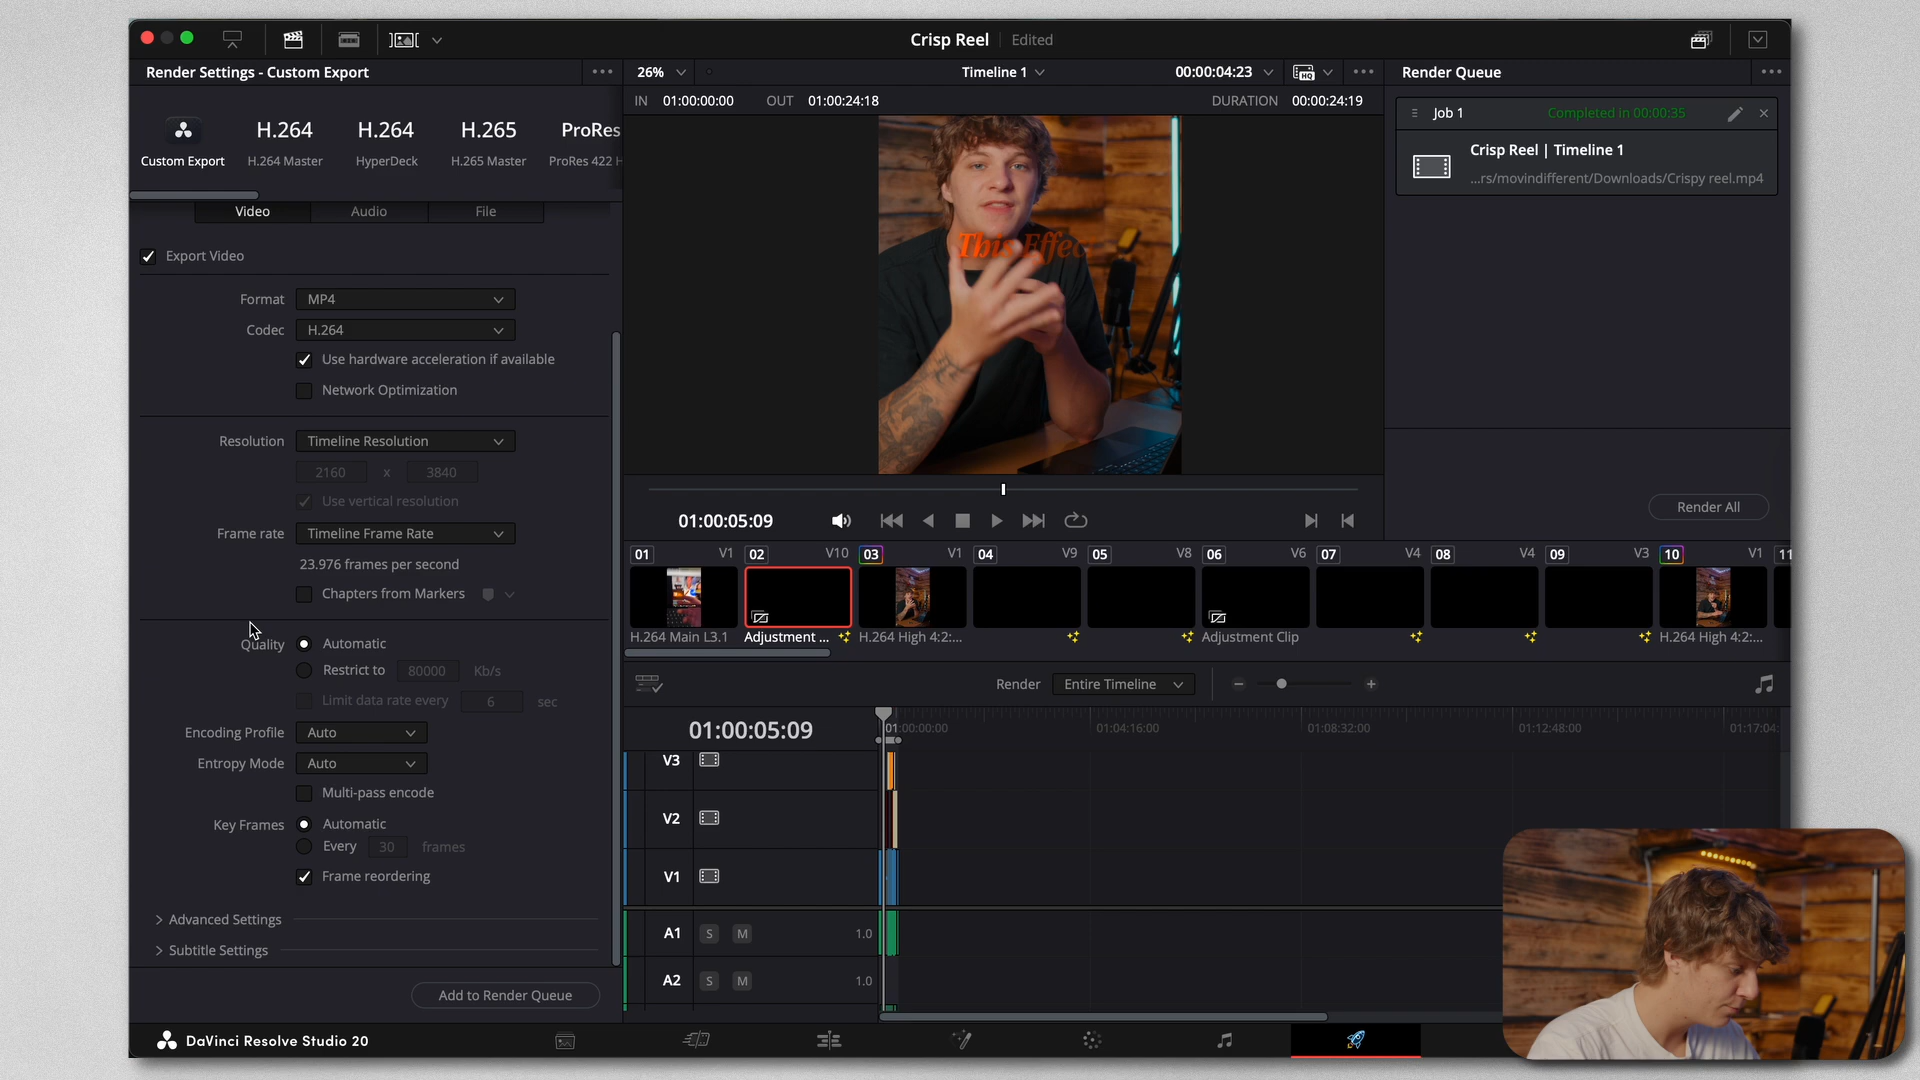 Crisp Reel
Edited
Render Settings - Custom Export
26%
Timeline 1
00:00:04:23
HQ
Render Queue
IN 01:00:00:00 OUT 01:00:24:18
DURATION 00:00:24:19
Job 1
Completed in 00:00:35
Crisp Reel | Timeline 1
...rs/movindifferent/Downloads/Crispy reel.mp4
Custom Export
H.264
H.264 Master
H.264
HyperDeck
H.265
H.265 Master
ProRes
ProRes 422 H
Video
Audio
File
Export Video
Format MP4
Codec H.264
Use hardware acceleration if available
Network Optimization
Resolution Timeline Resolution
2160 x 3840
Use vertical resolution
Frame rate Timeline Frame Rate
23.976 frames per second
Chapters from Markers
Quality Automatic
Restrict to 80000 Kb/s
Limit data rate every 6 sec
Encoding Profile Auto
Entropy Mode Auto
Multi-pass encode
Key Frames Automatic
Every 30 frames
Frame reordering
Advanced Settings
Subtitle Settings
Add to Render Queue
This Effec
01:00:05:09
Render All
01 V1 02 V10 03 V1 04 V9 05 V8 06 V6 07 V4 08 V4 09 V3 10 V1 11
H.264 Main L3.1
Adjustment ...
H.264 High 4:2:...
Adjustment Clip
H.264 High 4:2:...
Render Entire Timeline
01:00:05:09
01:00:00:00
01:04:16:00
01:08:32:00
01:12:48:00
01:17:04:
V3
V2
V1
A1 S M 1.0
A2 S M 1.0
DaVinci Resolve Studio 20